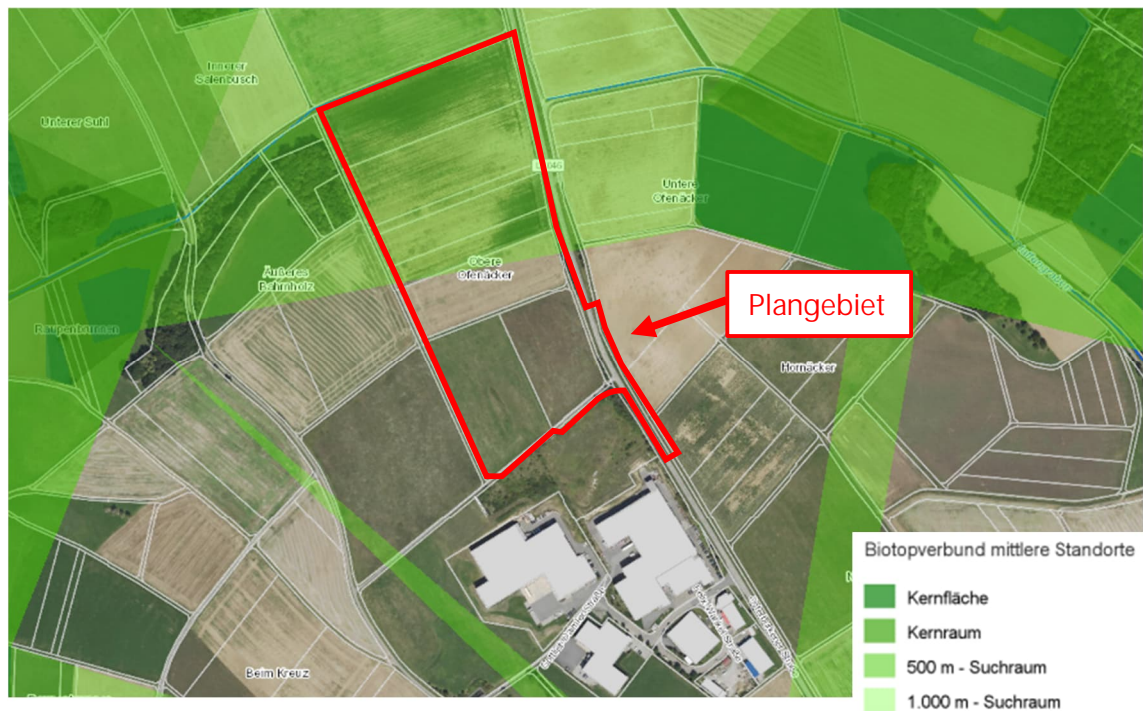 Innerer
Salenbusch
Unterer Suhl
Untere
Ofenäcker
Obere
Ofenäcker
Äußeres
Bahrnholz
Plangebiet
Hornäcker
Beim Kreuz
Biotopverbund mittlere Standorte
Kernfläche
Kernraum
500 m - Suchraum
1.000 m - Suchraum